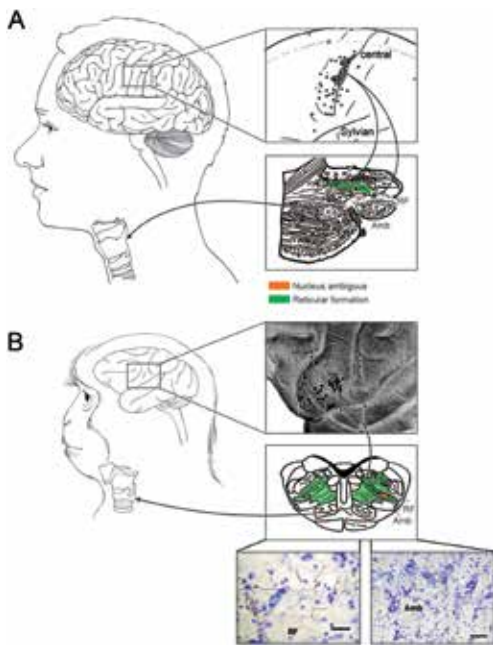 A
central
Sylvian
RF
Amb
Nucleus ambigous
Reticular formation
B
RF
Amb
RF
Amb